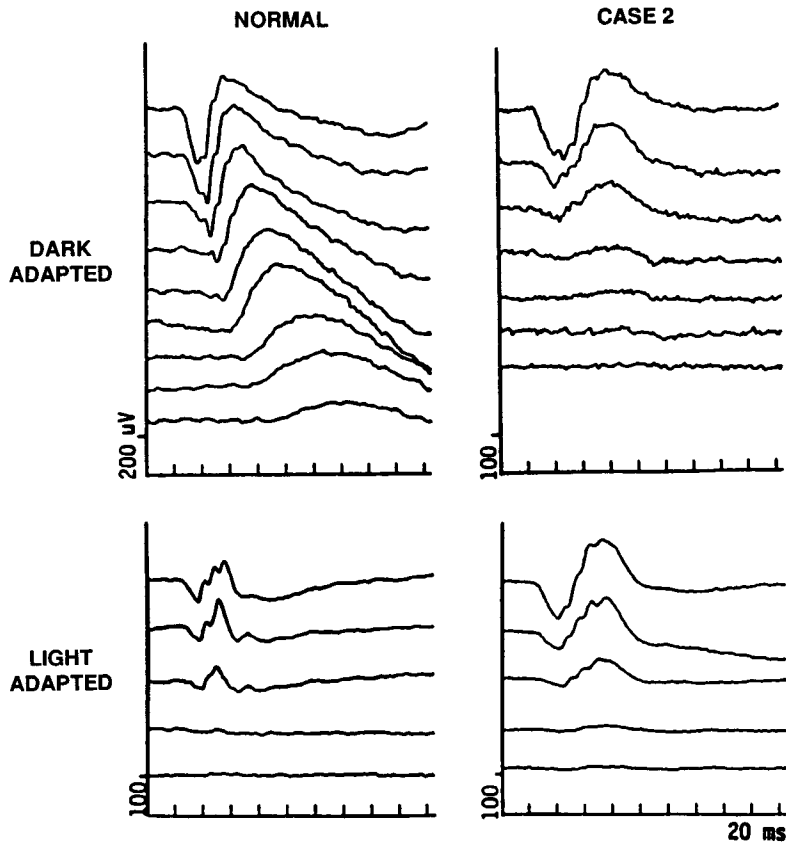 NORMAL
CASE 2
DARK
ADAPTED
200 uV
100
LIGHT
ADAPTED
100
100
20 ms